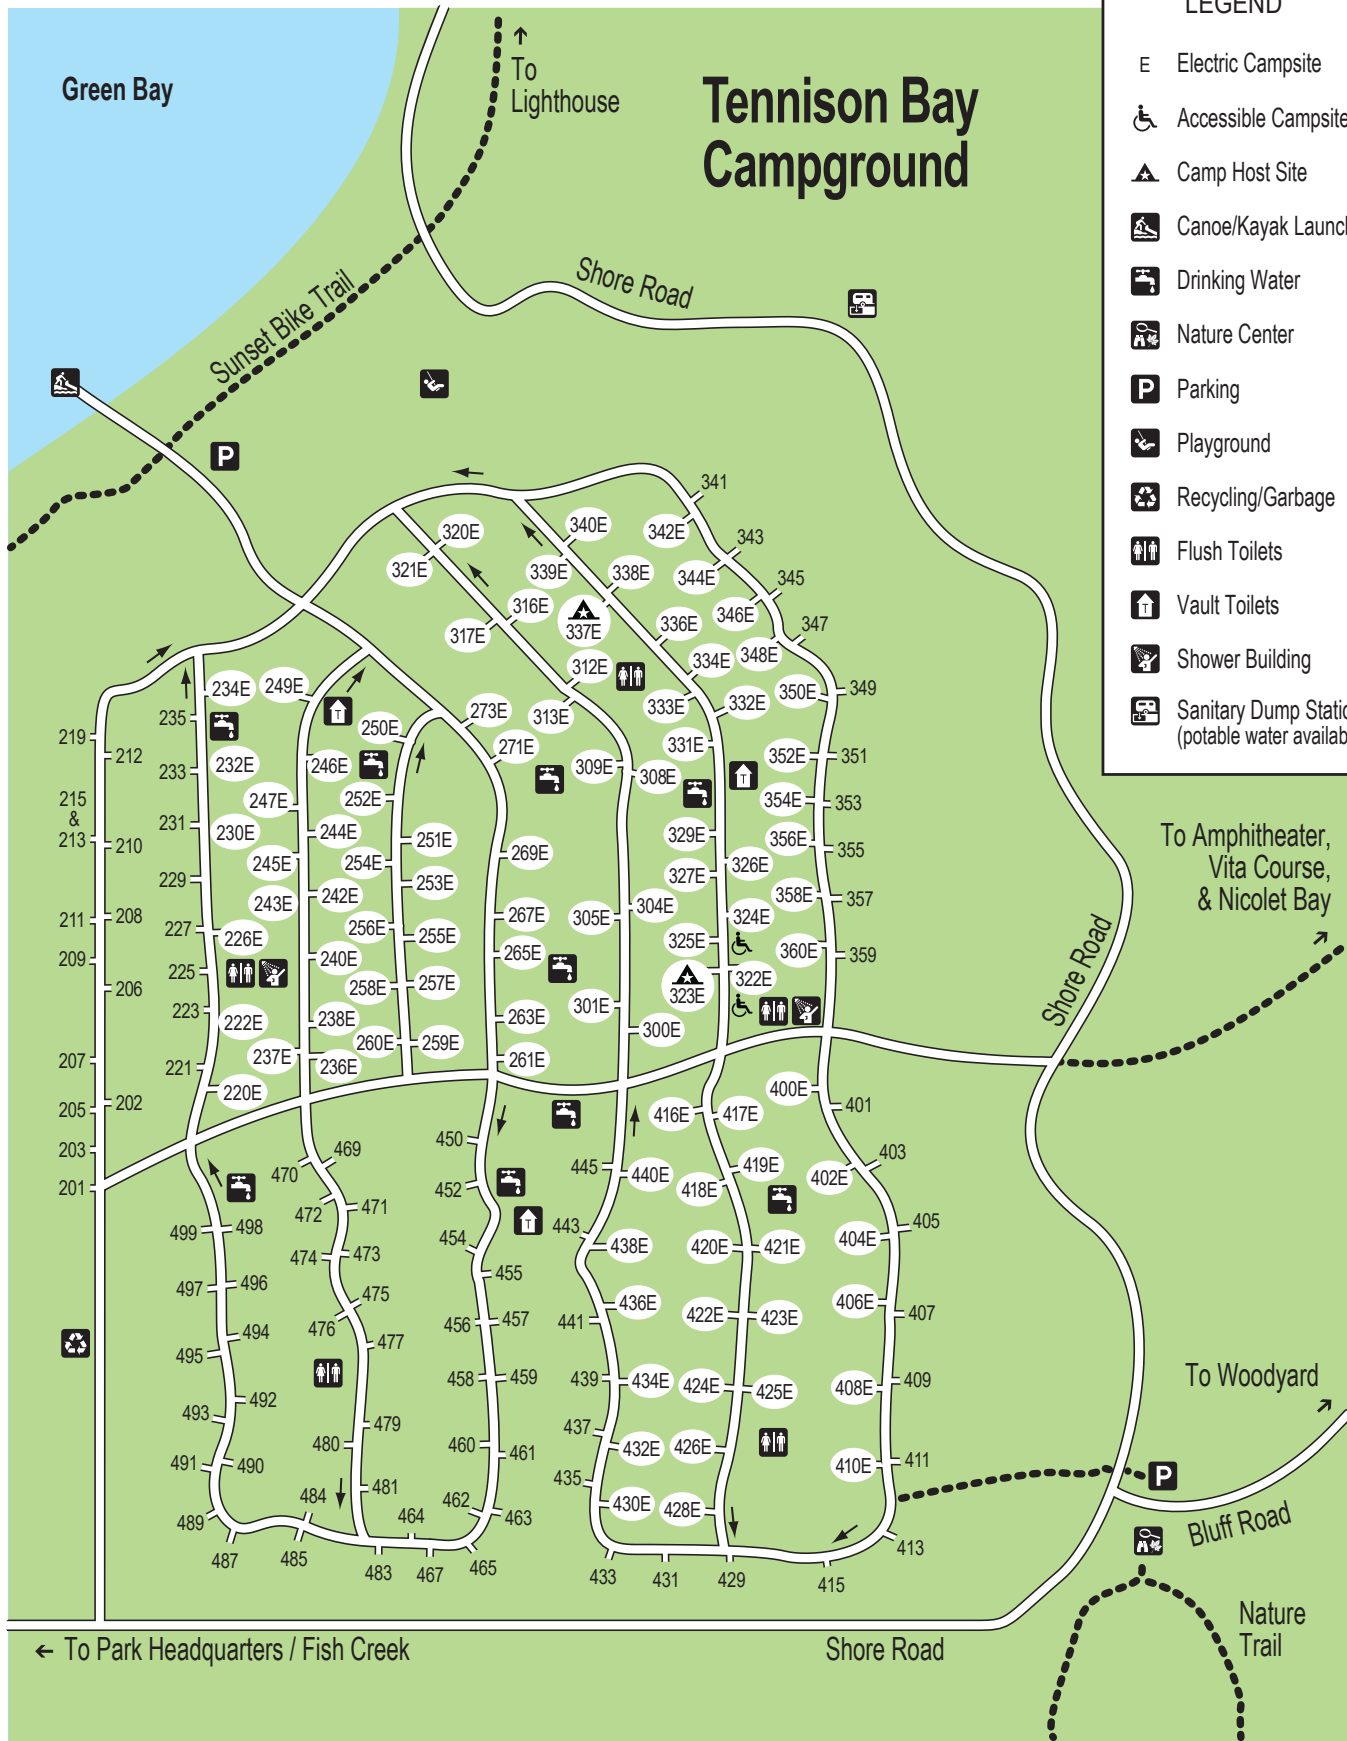 Green Bay
To
Lighthouse
Tennison Bay
Campground
LEGEND
E Electric Campsite
Accessible Campsite
Camp Host Site
Canoe/Kayak Launch
Drinking Water
Nature Center
P Parking
Playground
Recycling/Garbage
Flush Toilets
T Vault Toilets
Shower Building
Sanitary Dump Static
(potable water availab
Shore Road
Sunset Bike Trail
P
341
320E
340E
342E
343
321E
339E
338E
344E
345
316E
346E
317E
337E
336E
347
312E
334E
348E
234E
249E
350E
349
235
T
273E
313E
333E
332E
250E
219
212
271E
331E
352E
351
233
232E
246E
309E
308E
T
215
&
213
247E
252E
354E
353
231
230E
244E
251E
329E
356E
355
210
245E
254E
269E
326E
229
253E
327E
243E
242E
358E
357
211
208
267E
305E
304E
324E
227
226E
256E
255E
325E
360E
359
209
240E
265E
225
322E
206
258E
257E
323E
223
222E
238E
263E
301E
300E
207
237E
260E
259E
261E
221
236E
220E
400E
205
202
416E
417E
401
203
469
450
201
470
445
440E
419E
418E
402E
403
452
472
471
443
405
499
498
474
473
454
438E
420E
421E
404E
497
496
475
455
436E
406E
476
456
457
441
422E
423E
407
494
477
495
458
459
439
434E
424E
425E
408E
409
492
493
479
437
480
460
461
432E
426E
491
490
410E
411
481
435
484
464
462
463
430E
428E
489
487
485
483
467
465
433
431
429
415
413
To Amphitheater,
Vita Course,
& Nicolet Bay
Shore Road
To Woodyard
P
Bluff Road
Nature
Trail
To Park Headquarters / Fish Creek
Shore Road